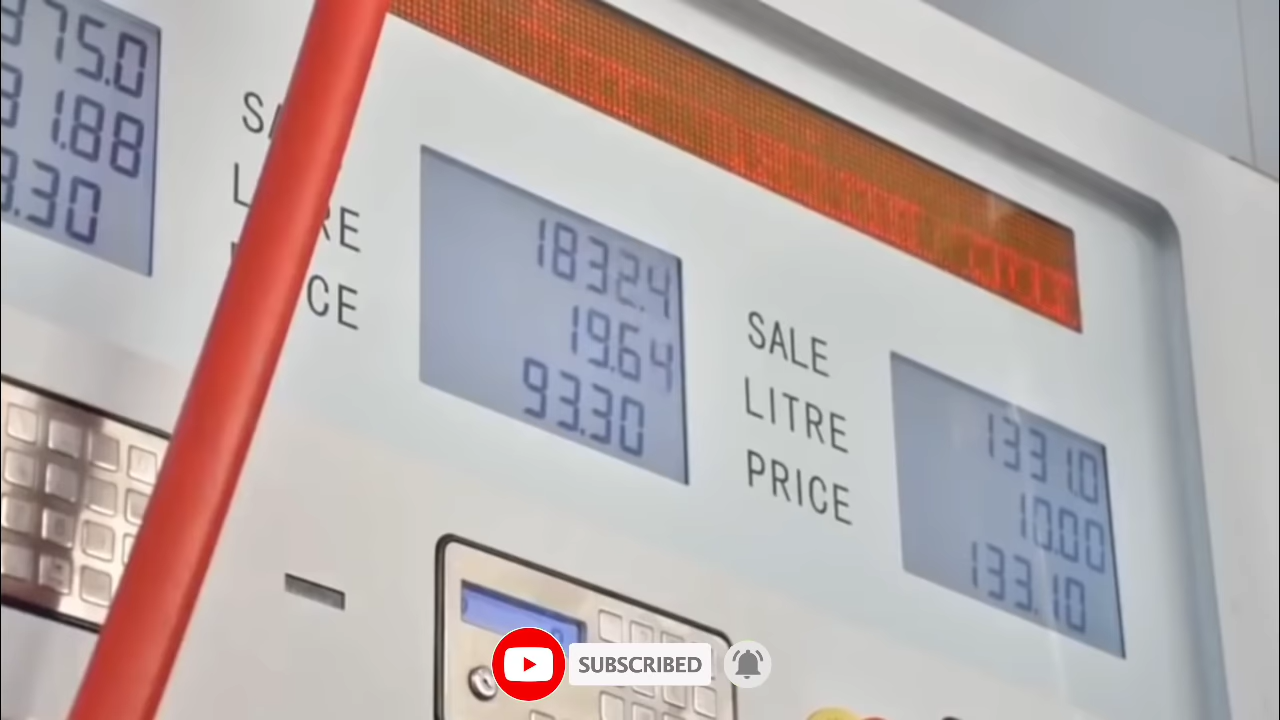 375.0
1.88
3.30
SA
L RE
CE
1832.4
19.64
93.30
SALE
LITRE
PRICE
1331.0
10.00
133.10
SUBSCRIBED